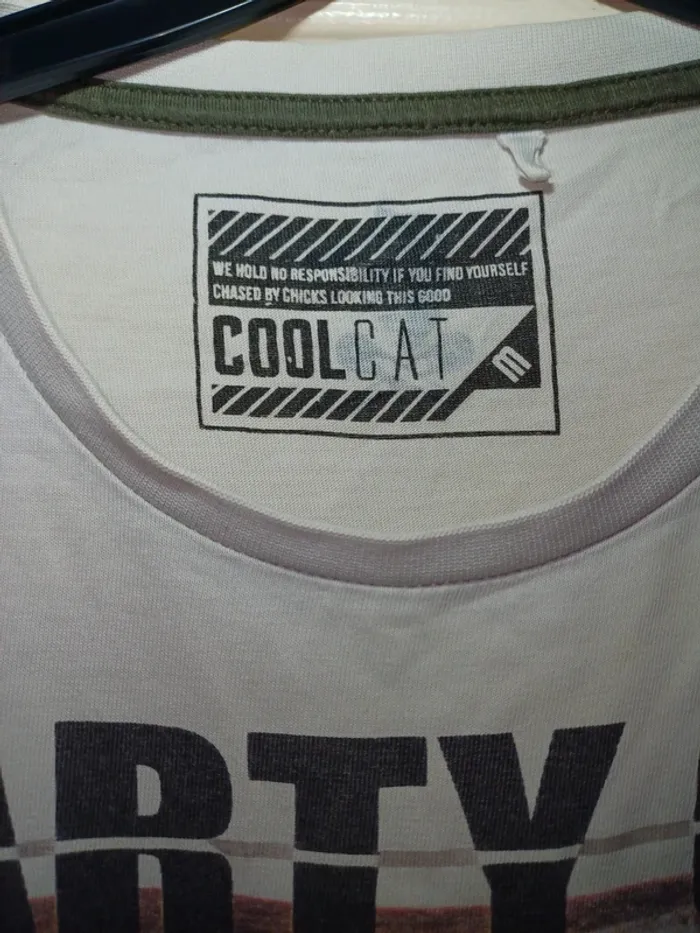 WE HOLD NO RESPONSIBILITY IF YOU FIND YOURSELF
CHASED BY CHICKS LOOKING THIS GOOD
COOLCAT
M
ARTY